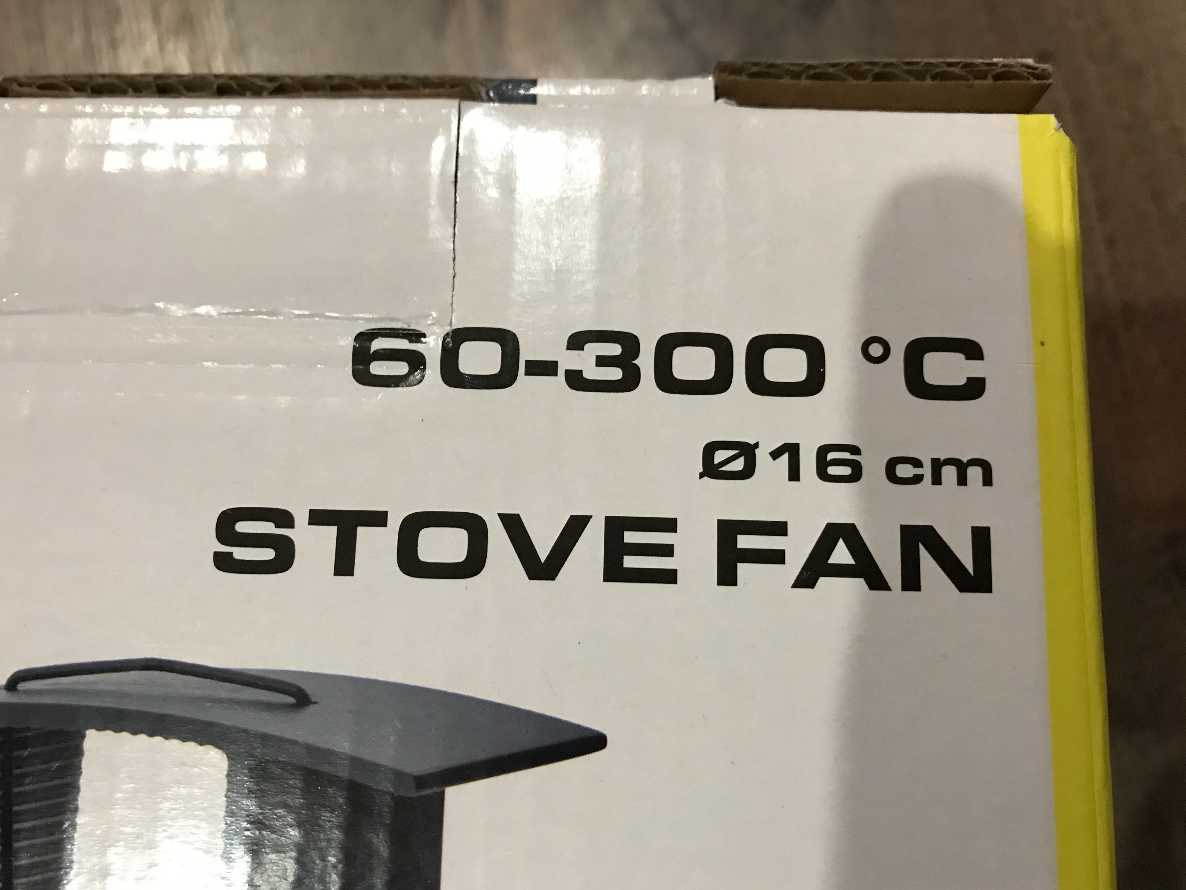 60-300 °C
Ø16 cm
STOVE FAN